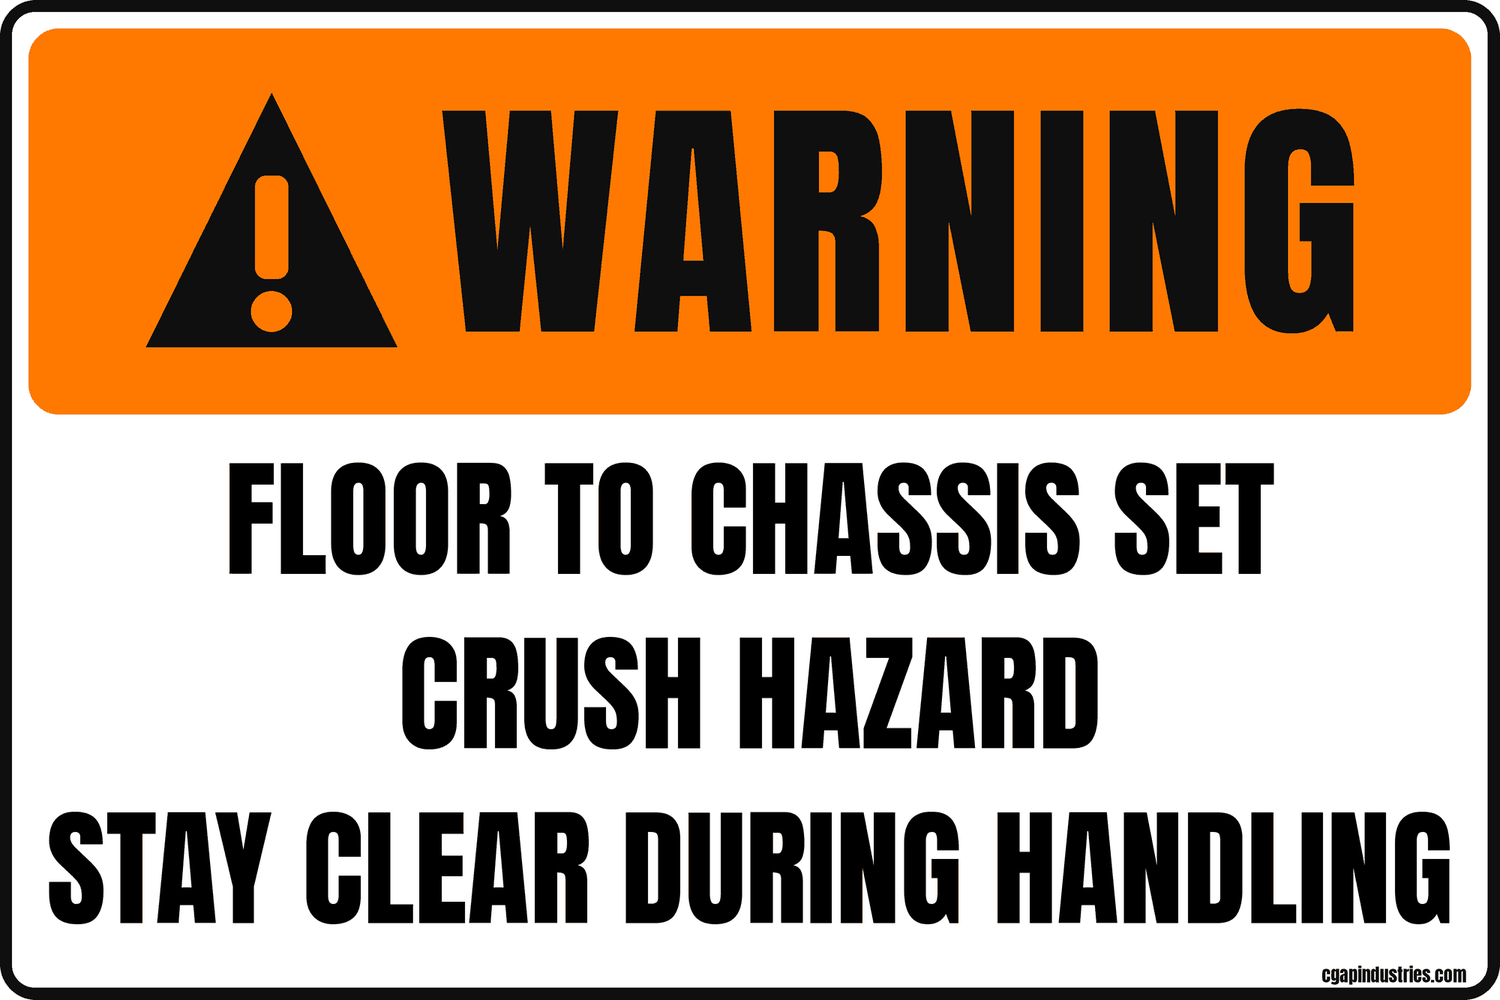 WARNING
FLOOR TO CHASSIS SET
CRUSH HAZARD
STAY CLEAR DURING HANDLING
cgapindustries.com